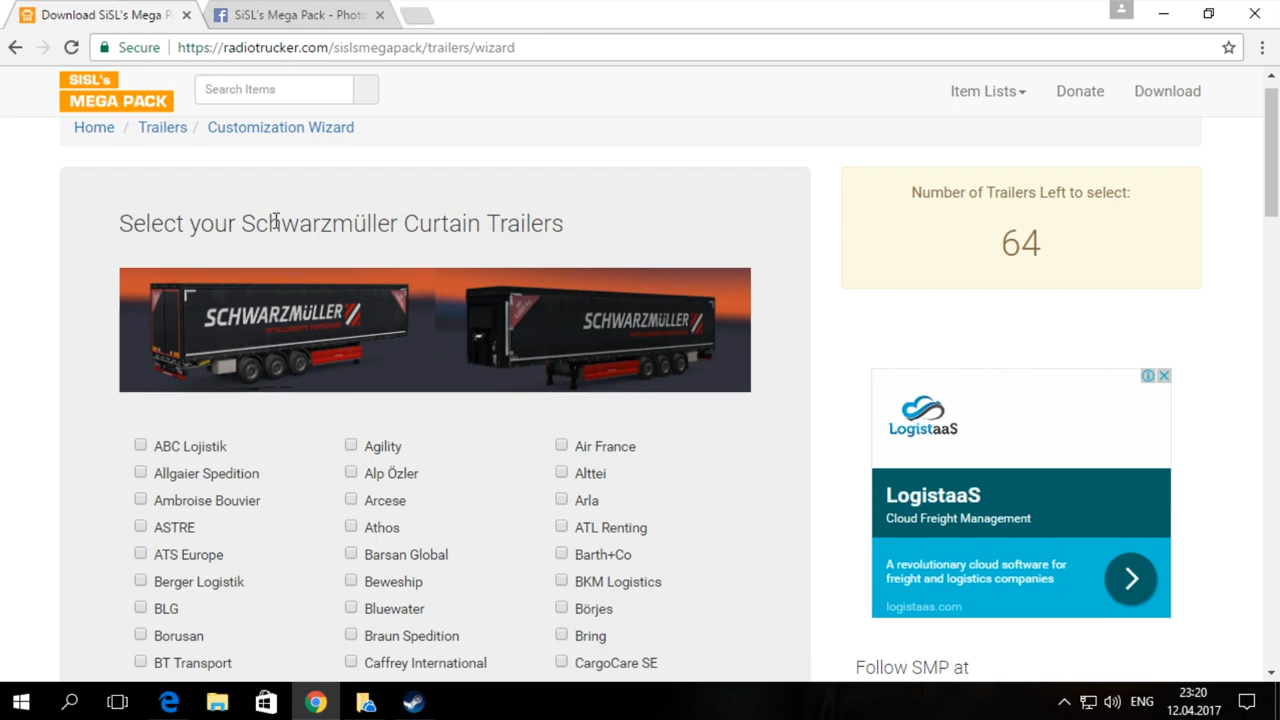 Download SiSL's Mega P
SiSL's Mega Pack - Photo
Secure
https://radiotrucker.com/sislsmegapack/trailers/wizard
SISL's
MEGA PACK
Search Items
Item Lists
Donate
Download
Home / Trailers / Customization Wizard
Select your Schwarzmüller Curtain Trailers
Number of Trailers Left to select:
64
SCHWARZMÜLLER
SCHWARZMÜLLER
LogistaaS
LogistaaS
Cloud Freight Management
A revolutionary cloud software for
freight and logistics companies
logistaas.com
ABC Lojistik
Agility
Air France
Allgaier Spedition
Alp Özler
Alttei
Ambroise Bouvier
Arcese
Arla
ASTRE
Athos
ATL Renting
ATS Europe
Barsan Global
Barth+Co
Berger Logistik
Beweship
BKM Logistics
BLG
Bluewater
Börjes
Borusan
Braun Spedition
Bring
BT Transport
Caffrey International
CargoCare SE
Follow SMP at
ENG
23:20
12.04.2017